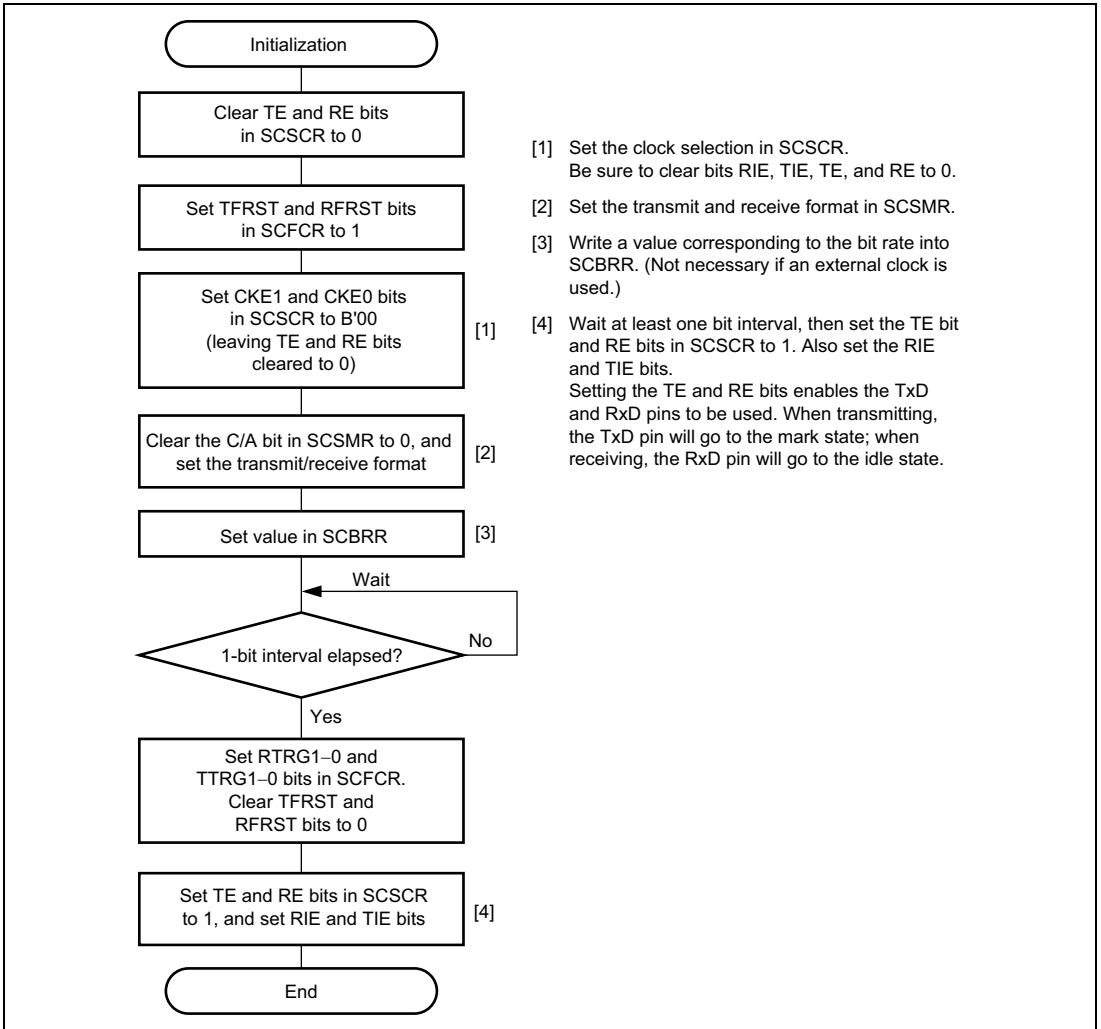 Initialization
Clear TE and RE bits
in SCSCR to 0
Set TFRST and RFRST bits
in SCFCR to 1
Set CKE1 and CKE0 bits
in SCSCR to B'00
(leaving TE and RE bits
cleared to 0)
[1]
Clear the C/A bit in SCSMR to 0, and
set the transmit/receive format
[2]
Set value in SCBRR
[3]
Wait
1-bit interval elapsed?
No
Yes
Set RTRG1–0 and
TTRG1–0 bits in SCFCR.
Clear TFRST and
RFRST bits to 0
Set TE and RE bits in SCSCR
to 1, and set RIE and TIE bits
[4]
End
[1] Set the clock selection in SCSCR.
Be sure to clear bits RIE, TIE, TE, and RE to 0.
[2] Set the transmit and receive format in SCSMR.
[3] Write a value corresponding to the bit rate into
SCBRR. (Not necessary if an external clock is
used.)
[4] Wait at least one bit interval, then set the TE bit
and RE bits in SCSCR to 1. Also set the RIE
and TIE bits.
Setting the TE and RE bits enables the TxD
and RxD pins to be used. When transmitting,
the TxD pin will go to the mark state; when
receiving, the RxD pin will go to the idle state.